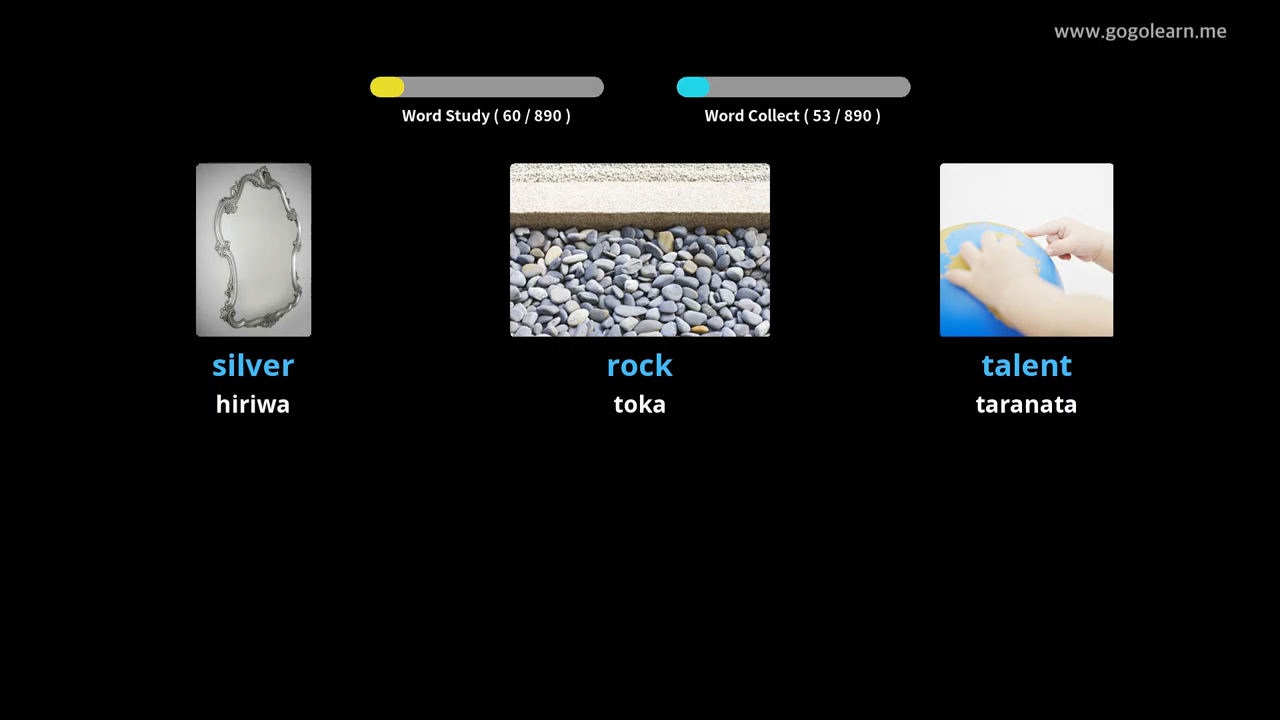 www.gogolearn.me
Word Study ( 60 / 890 )
Word Collect ( 53 / 890 )
silver
hiriwa
rock
toka
talent
taranata